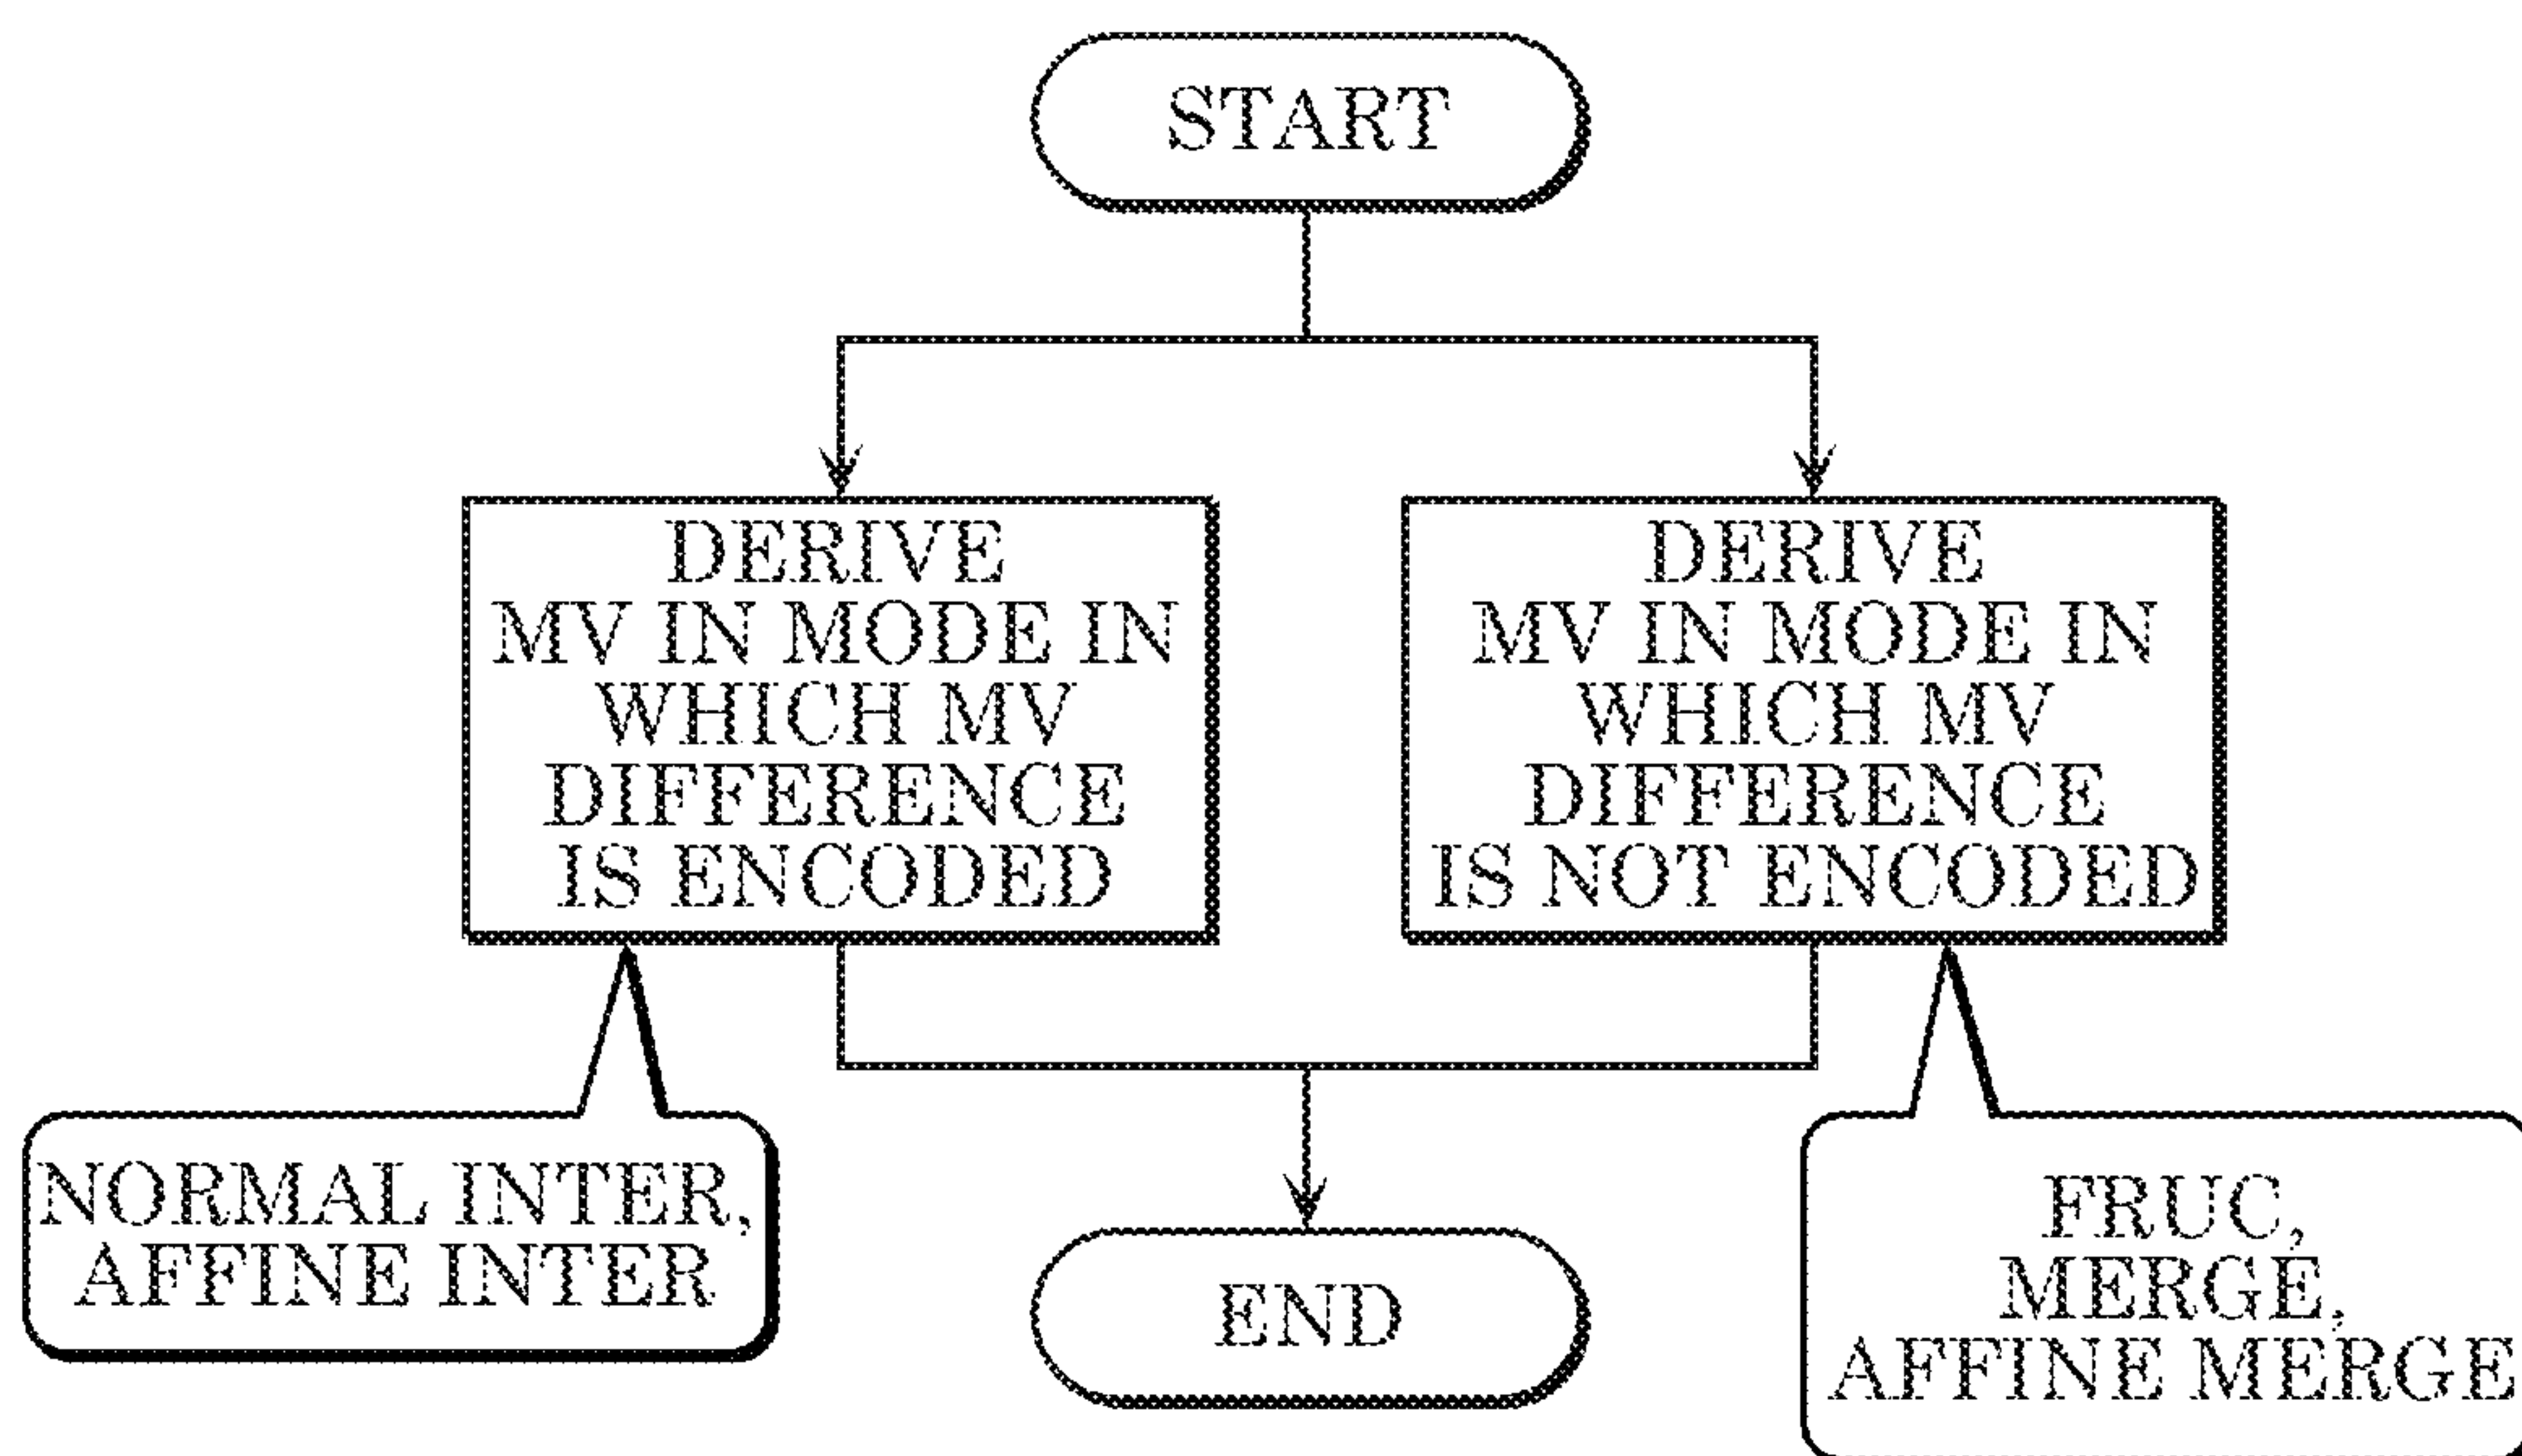 START
DERIVE
MV IN MODE IN
WHICH MV
DIFFERENCE
IS ENCODED
DERIVE
MV IN MODE IN
WHICH MV
DIFFERENCE
IS NOT ENCODED
NORMAL INTER,
AFFINE INTER
FRUC,
MERGE,
AFFINE MERGE
END